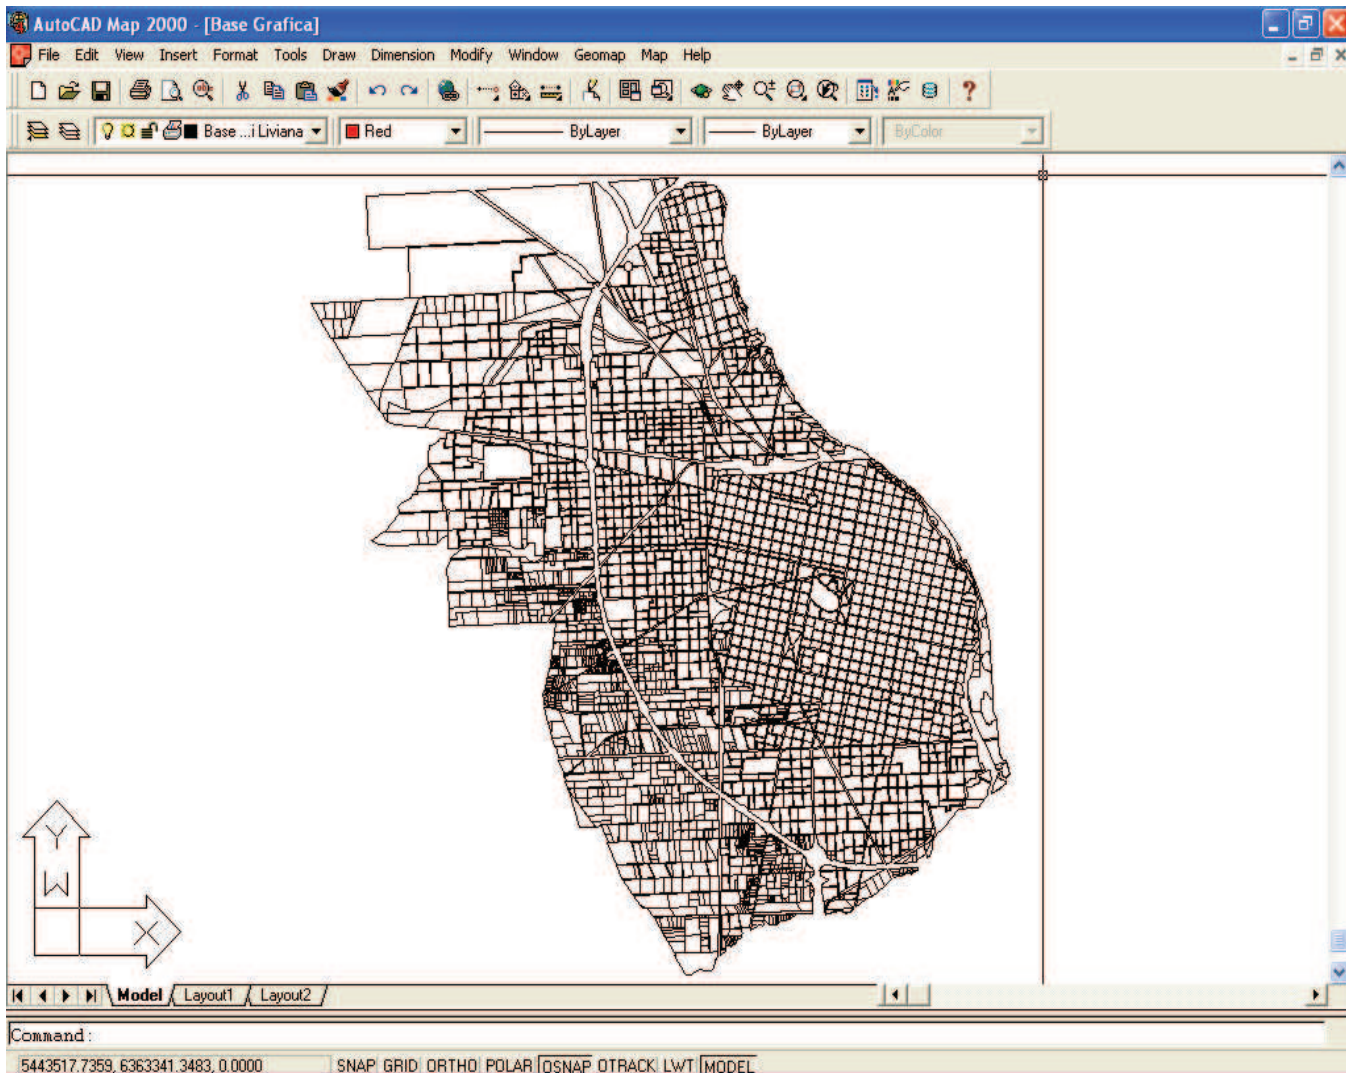 AutoCAD Map 2000 - [Base Grafica]
File Edit View Insert Format Tools Draw Dimension Modify Window Geomap Map Help
Base ...i Liviana Red ByLayer ByLayer ByColor
Y
W
X
Model Layout1 Layout2
Command:
5443517.7359, 6363341.3483, 0.0000 SNAP GRID ORTHO POLAR OSNAP OTRACK LWT MODEL